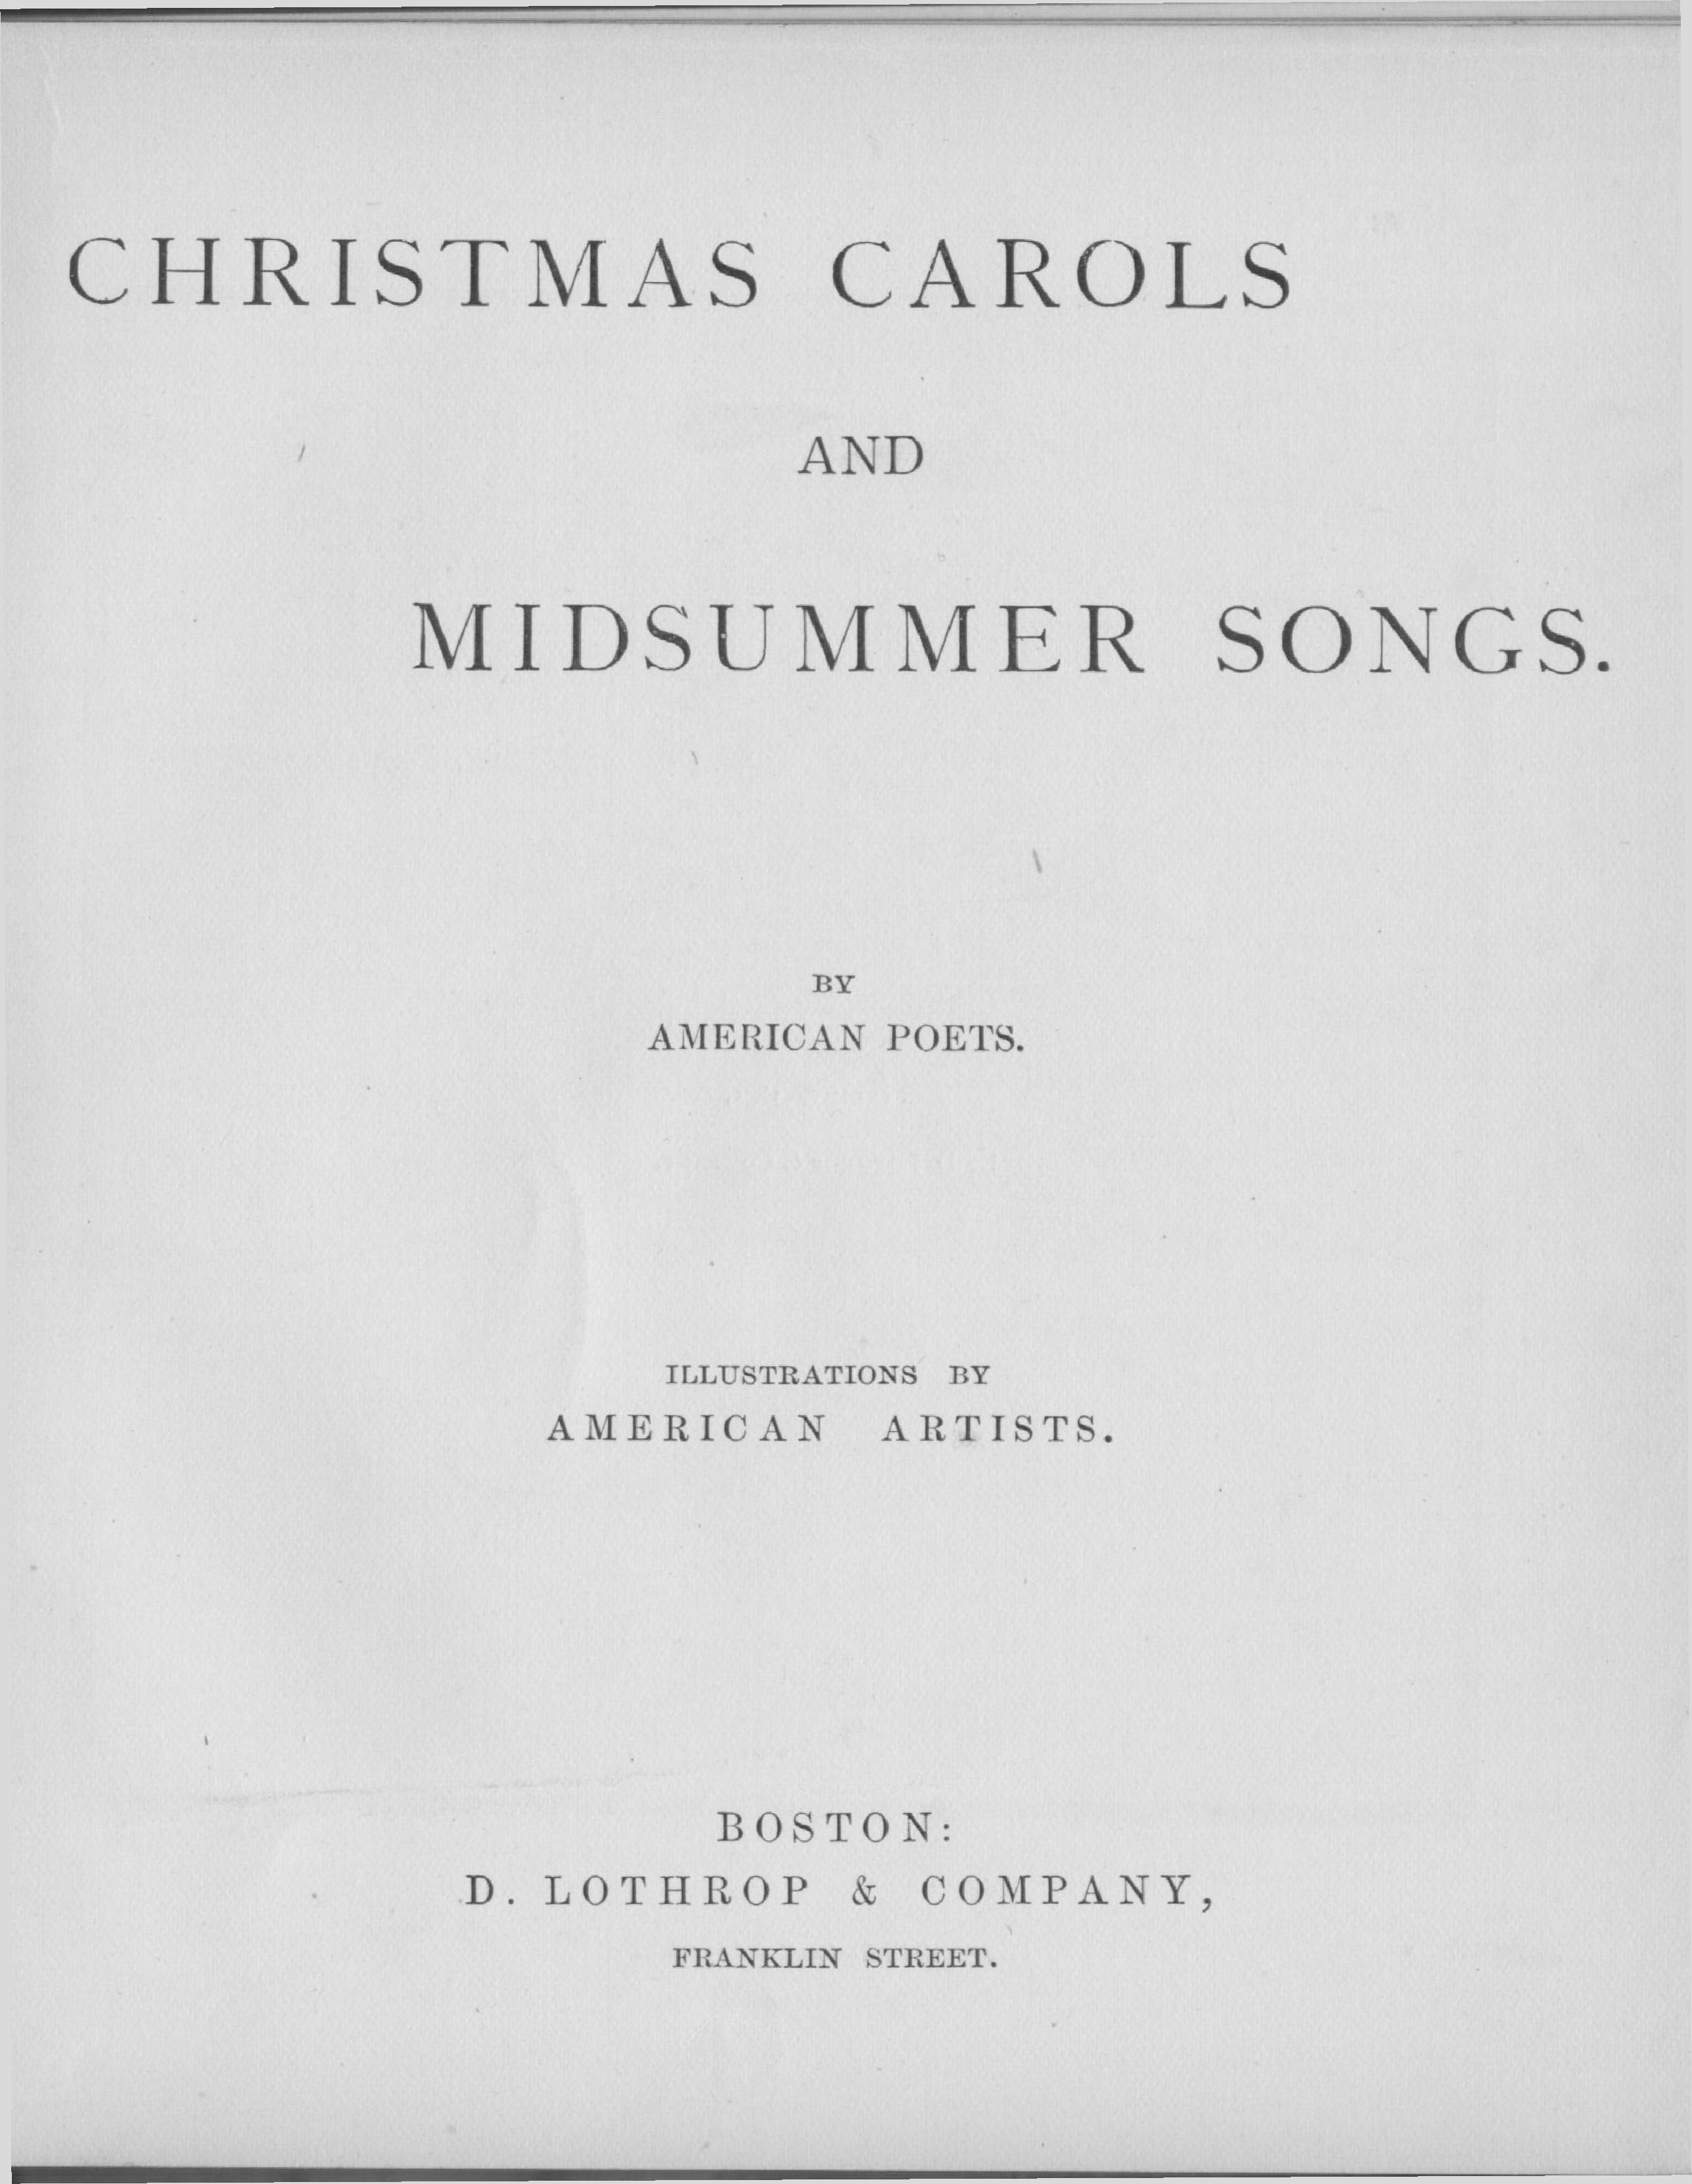 CHRISTMAS CAROLS
AND
MIDSUMMER SONGS.
BY
AMERICAN POETS.
ILLUSTRATIONS BY
AMERICAN ARTISTS.
BOSTON:
D. LOTHROP & COMPANY,
FRANKLIN STREET.